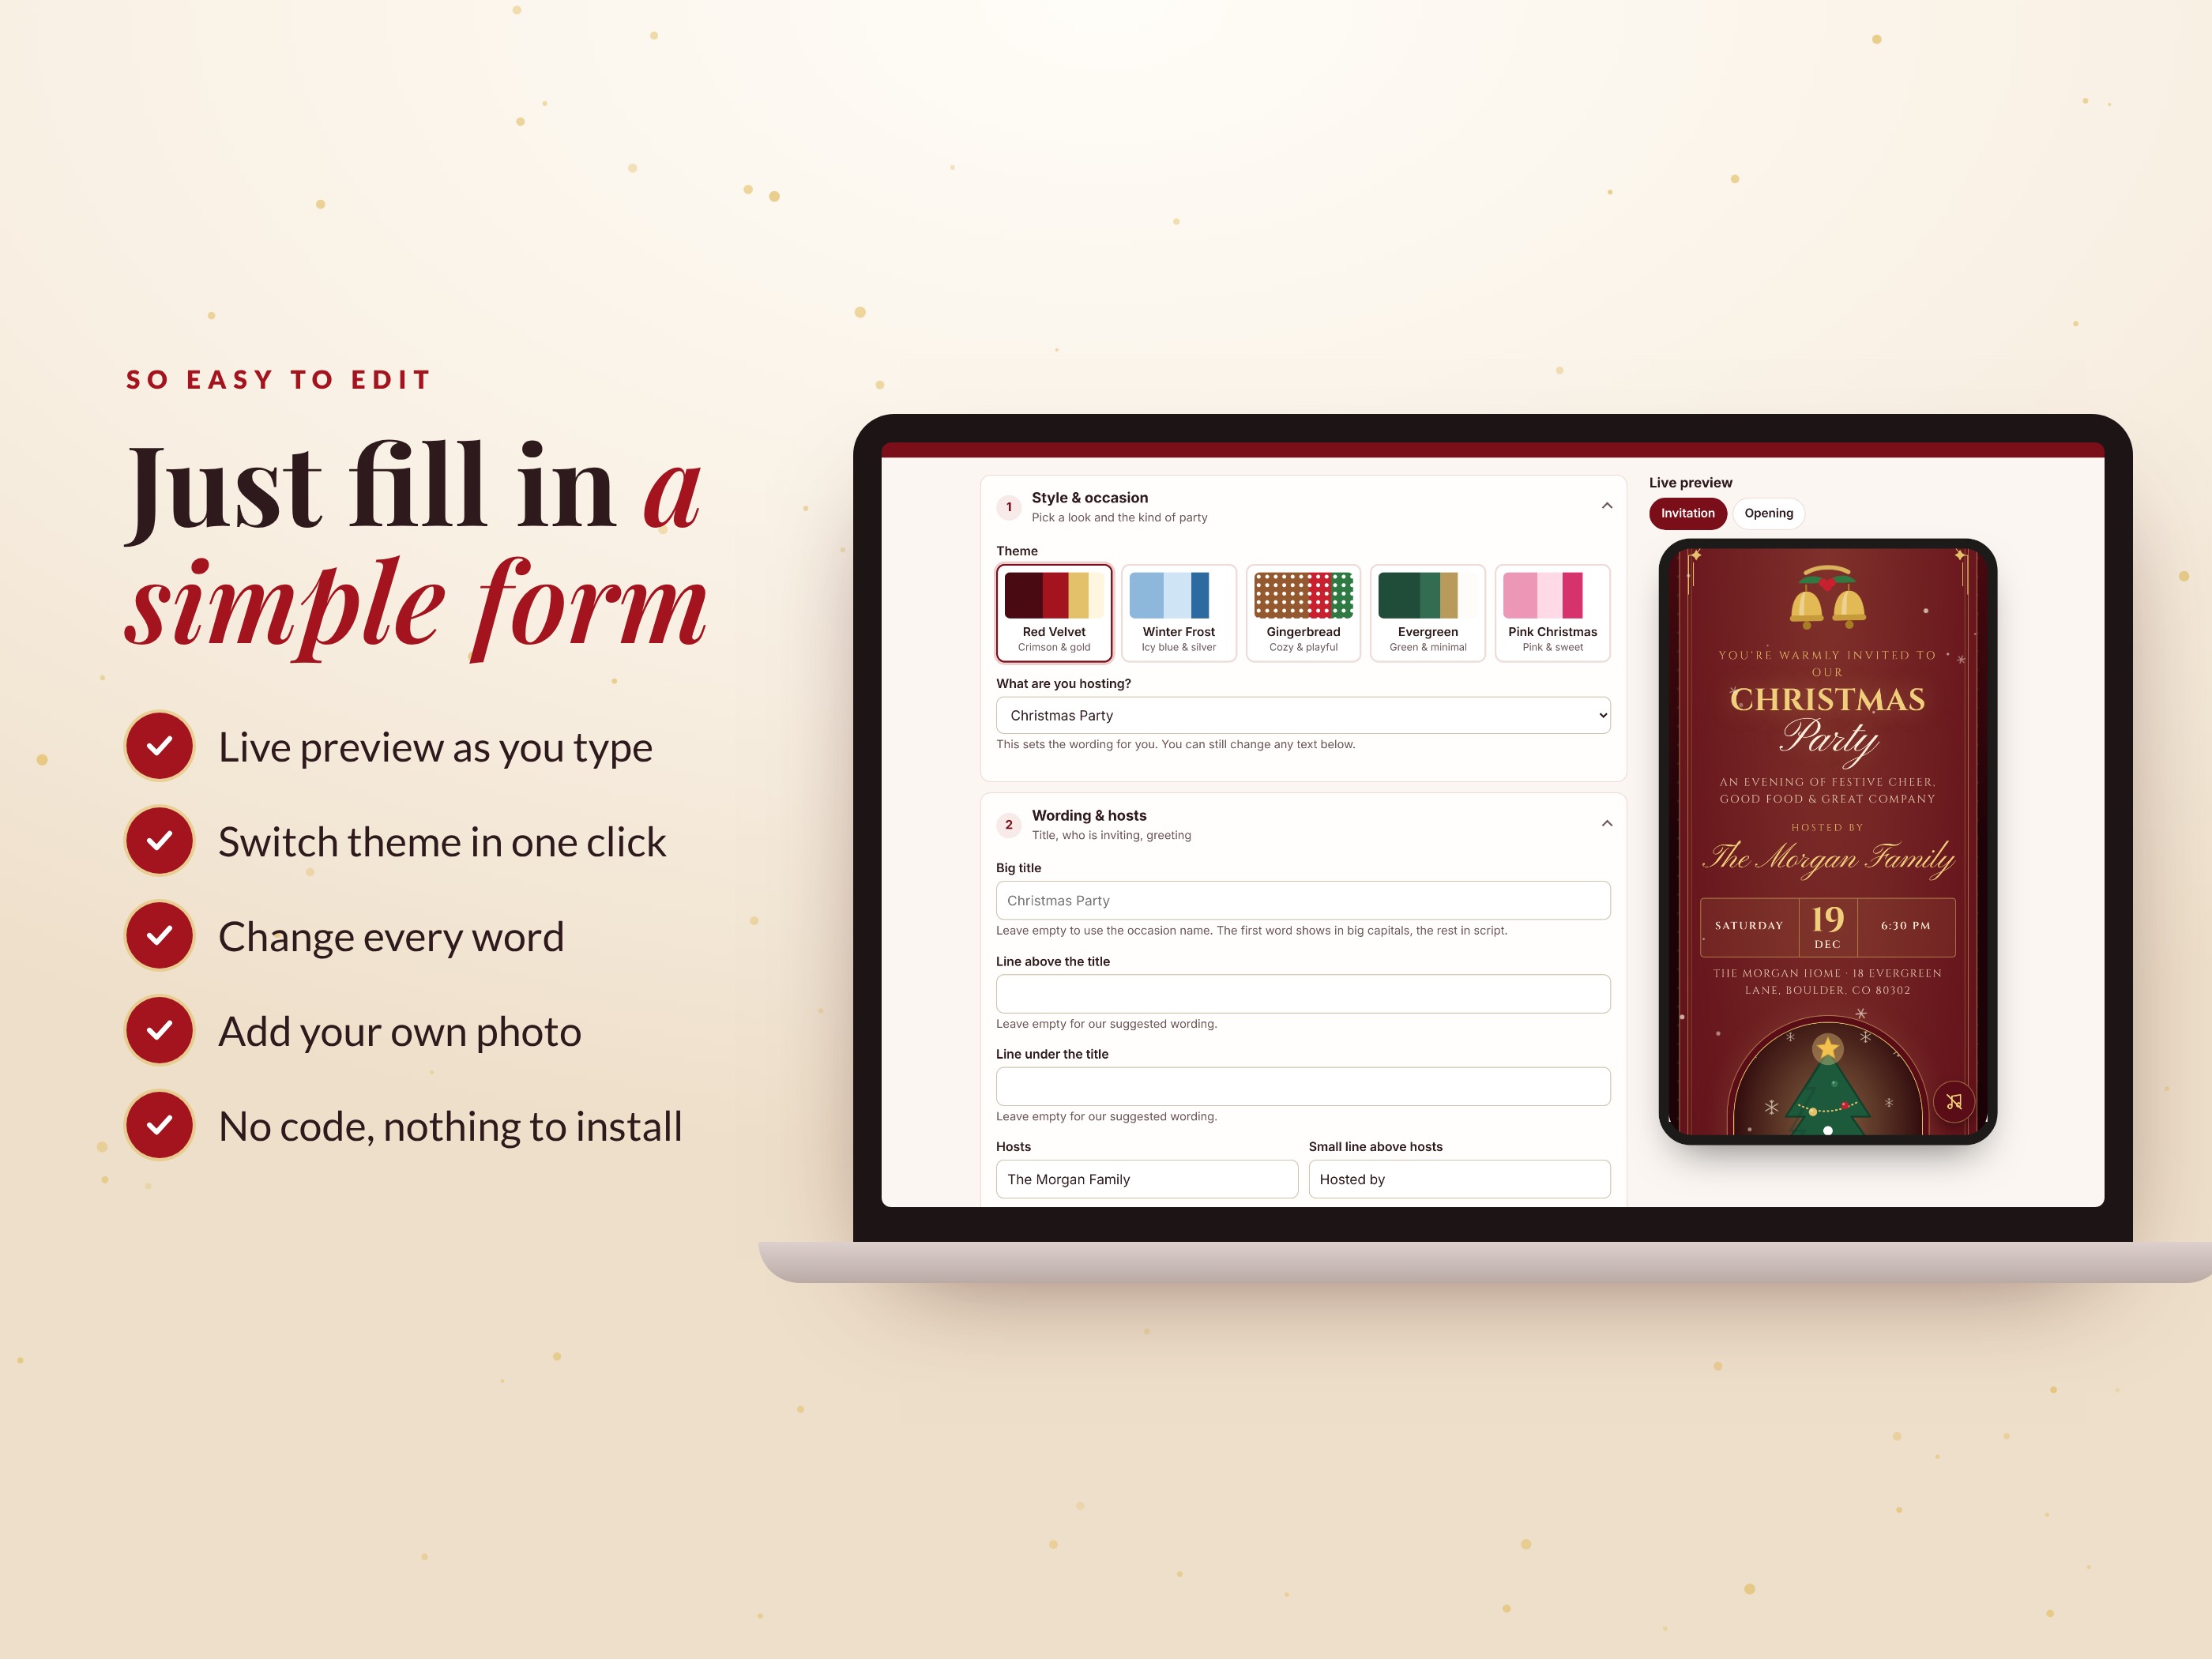 SO EASY TO EDIT
Just fill in a
simple form
Live preview as you type
Switch theme in one click
Change every word
Add your own photo
No code, nothing to install
1
Style & occasion
Pick a look and the kind of party
Theme
Red Velvet
Crimson & gold
Winter Frost
Icy blue & silver
Gingerbread
Cozy & playful
Evergreen
Green & minimal
Pink Christmas
Pink & sweet
What are you hosting?
Christmas Party
This sets the wording for you. You can still change any text below.
2
Wording & hosts
Title, who is inviting, greeting
Big title
Christmas Party
Leave empty to use the occasion name. The first word shows in big capitals, the rest in script.
Line above the title
Leave empty for our suggested wording.
Line under the title
Leave empty for our suggested wording.
Hosts
The Morgan Family
Small line above hosts
Hosted by
Live preview
Invitation
Opening
YOU'RE WARMLY INVITED TO
OUR
CHRISTMAS
Party
AN EVENING OF FESTIVE CHEER,
GOOD FOOD & GREAT COMPANY
HOSTED BY
The Morgan Family
SATURDAY
19
DEC
6:30 PM
THE MORGAN HOME · 18 EVERGREEN
LANE, BOULDER, CO 80302